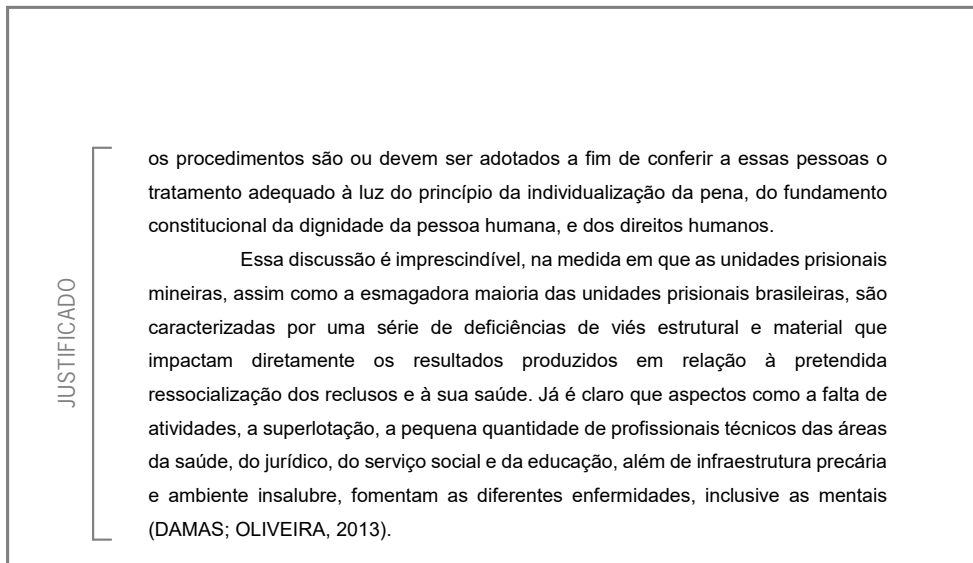 os procedimentos são ou devem ser adotados a fim de conferir a essas pessoas o
tratamento adequado à luz do princípio da individualização da pena, do fundamento
constitucional da dignidade da pessoa humana, e dos direitos humanos.
Essa discussão é imprescindível, na medida em que as unidades prisionais
mineiras, assim como a esmagadora maioria das unidades prisionais brasileiras, são
caracterizadas por uma série de deficiências de viés estrutural e material que
impactam diretamente os resultados produzidos em relação à pretendida
ressocialização dos reclusos e à sua saúde. Já é claro que aspectos como a falta de
atividades, a superlotação, a pequena quantidade de profissionais técnicos das áreas
da saúde, do jurídico, do serviço social e da educação, além de infraestrutura precária
e ambiente insalubre, fomentam as diferentes enfermidades, inclusive as mentais
(DAMAS; OLIVEIRA, 2013).
JUSTIFICADO